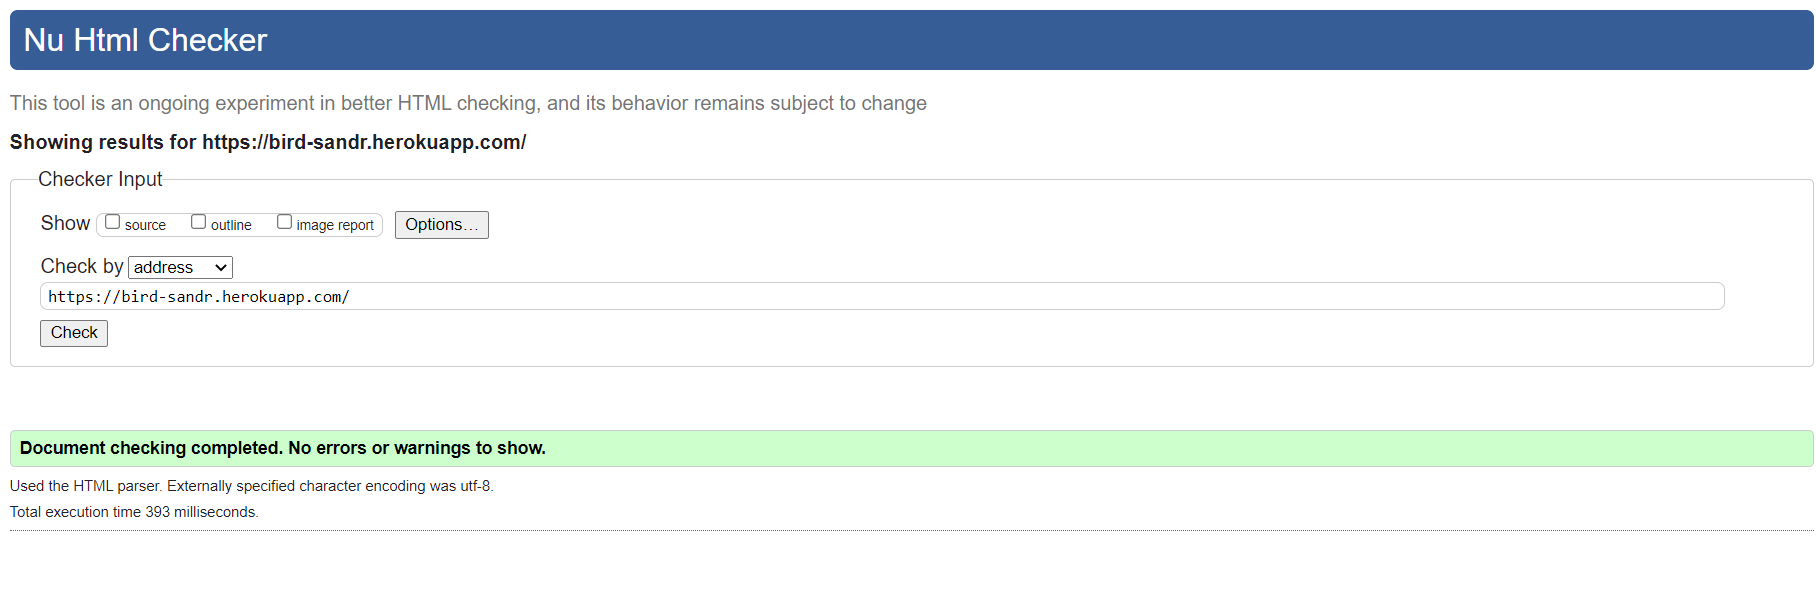 Nu Html Checker
This tool is an ongoing experiment in better HTML checking, and its behavior remains subject to change
Showing results for https://bird-sandr.herokuapp.com/
Checker Input
Show source outline image report Options...
Check by address
https://bird-sandr.herokuapp.com/
Check
Document checking completed. No errors or warnings to show.
Used the HTML parser. Externally specified character encoding was utf-8.
Total execution time 393 milliseconds.